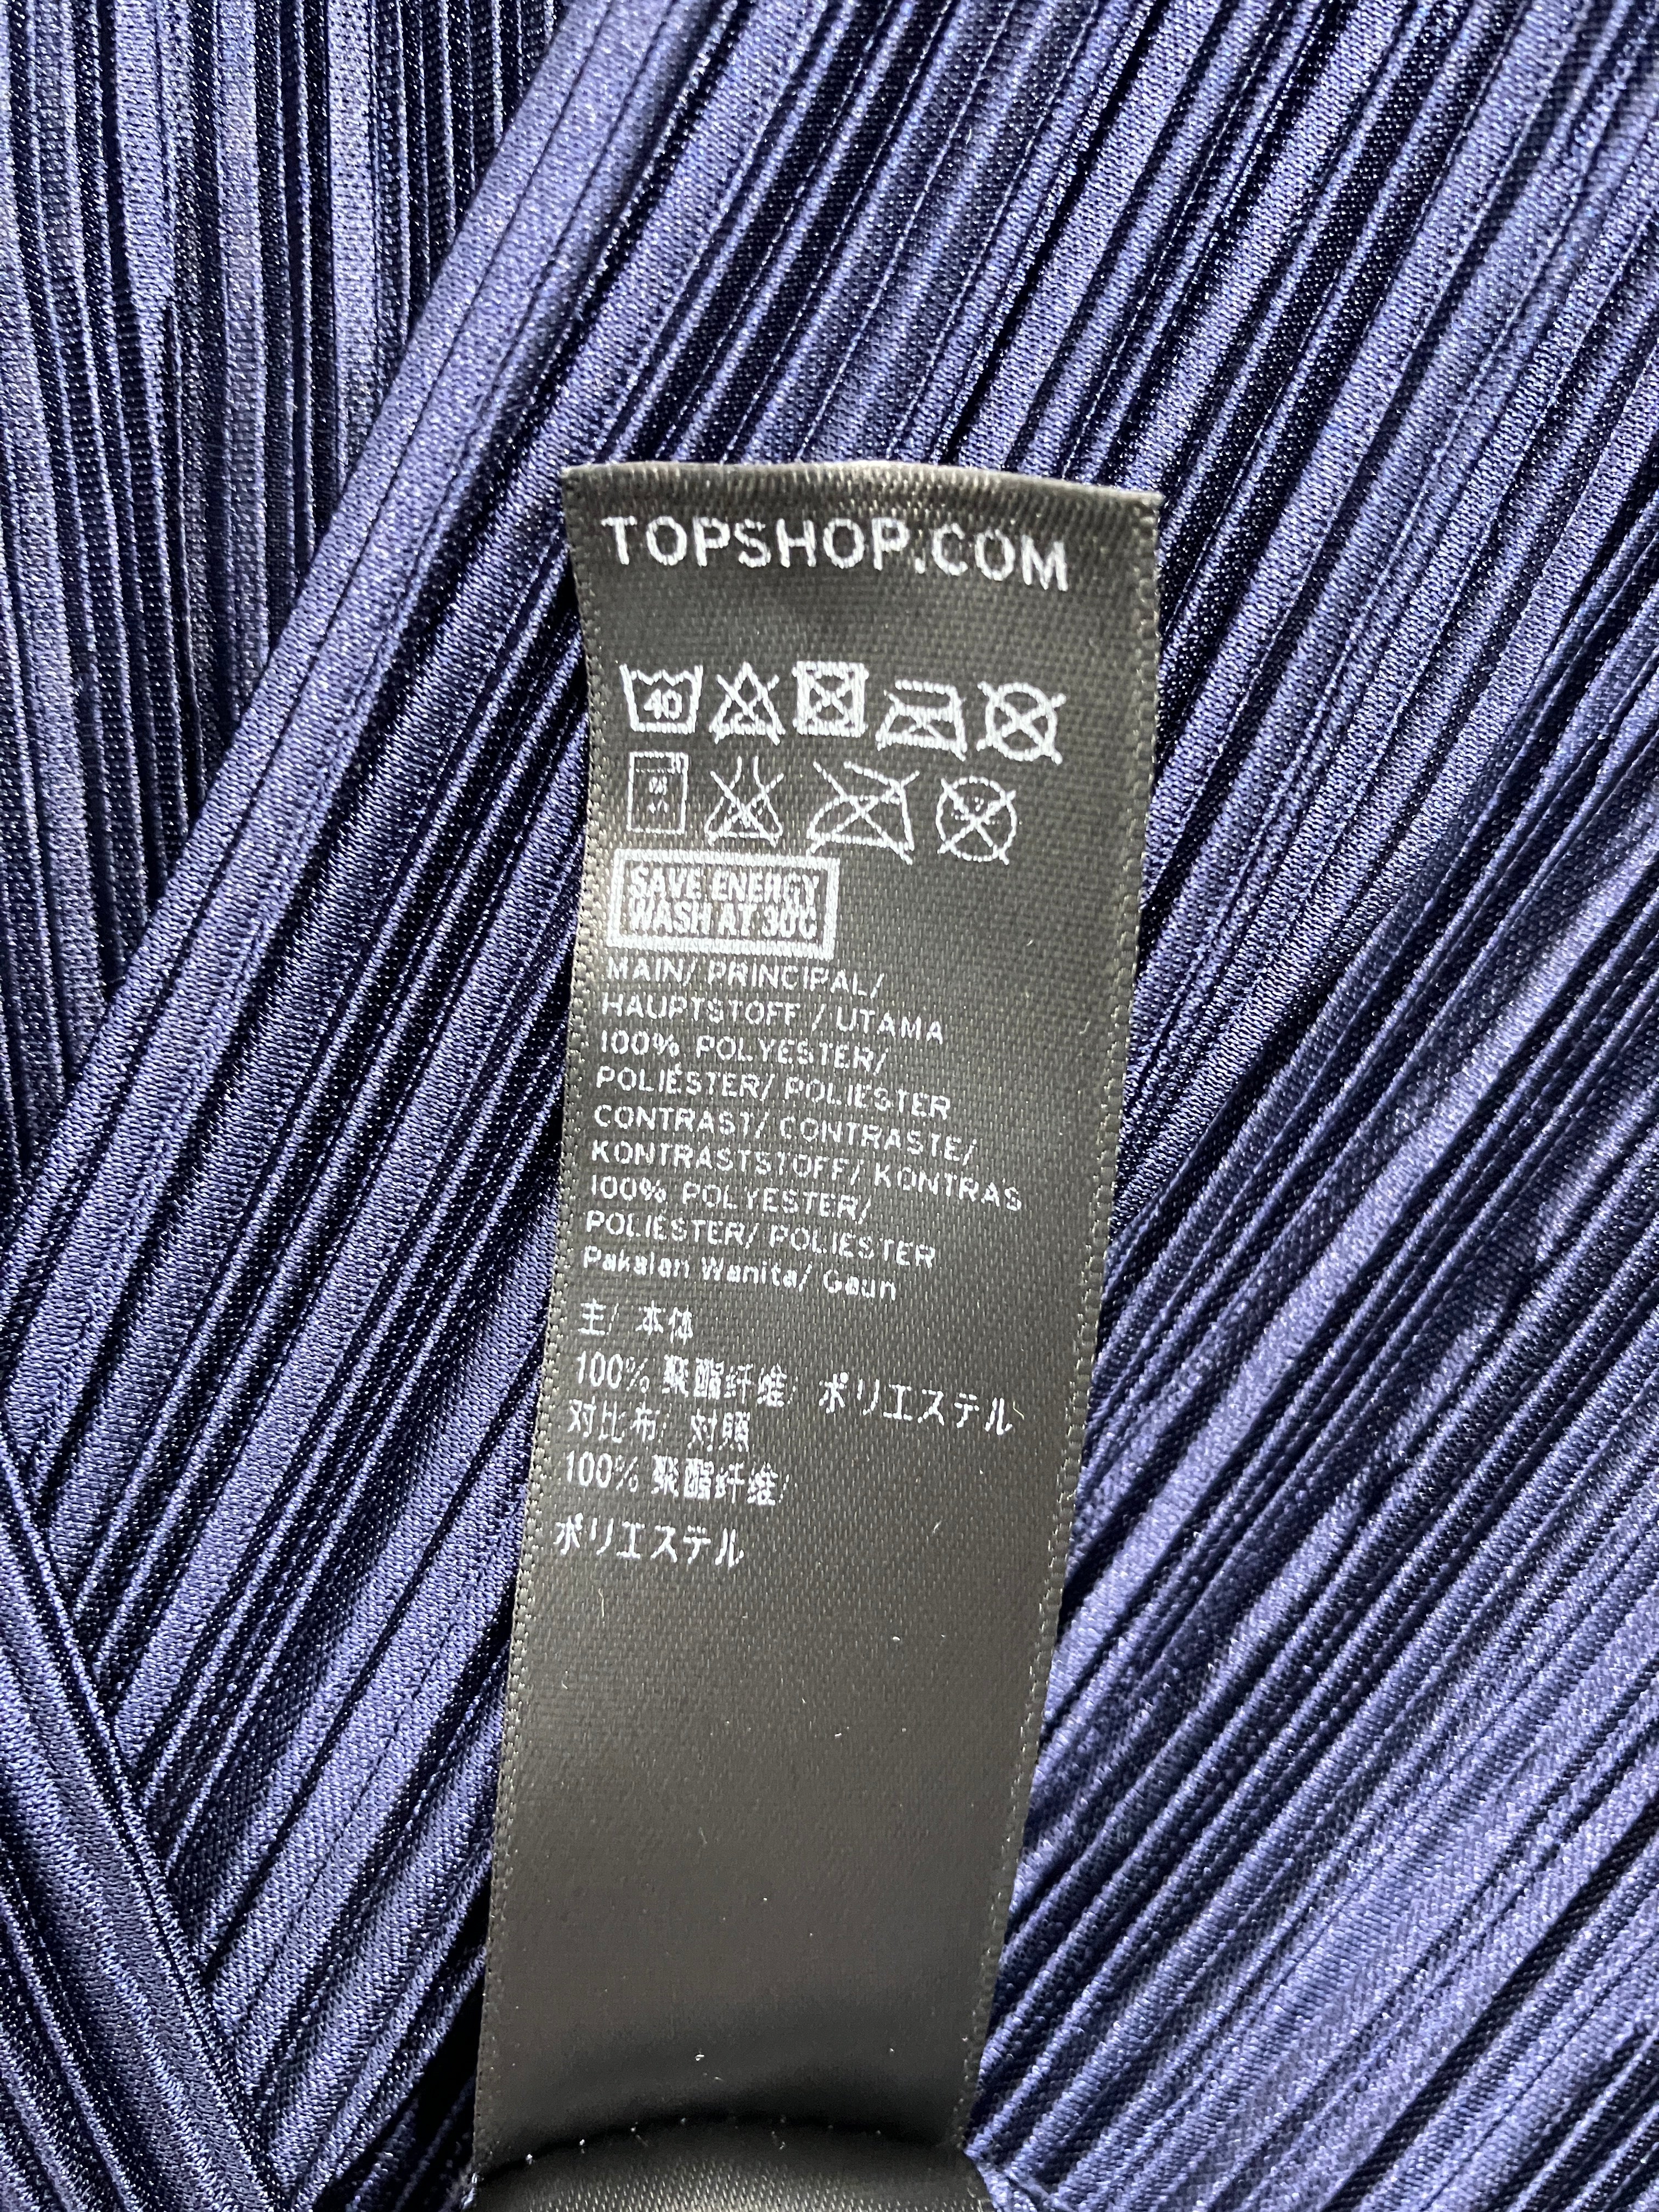 TOPSHOP.COM
40
SAVE ENERGY
WASH AT 30C
MAIN/ PRINCIPAL/
HAUPTSTOFF / UTAMA
100% POLYESTER/
POLIÉSTER/ POLIESTER
CONTRAST/ CONTRASTE/
KONTRASTSTOFF/ KONTRAS
100% POLYESTER/
POLIÉSTER/ POLIESTER
Pakaian Wanita/ Gaun
主/ 本体
100% 聚酯纤维/ ポリエステル
对比布/ 对照
100% 聚酯纤维/
ポリエステル